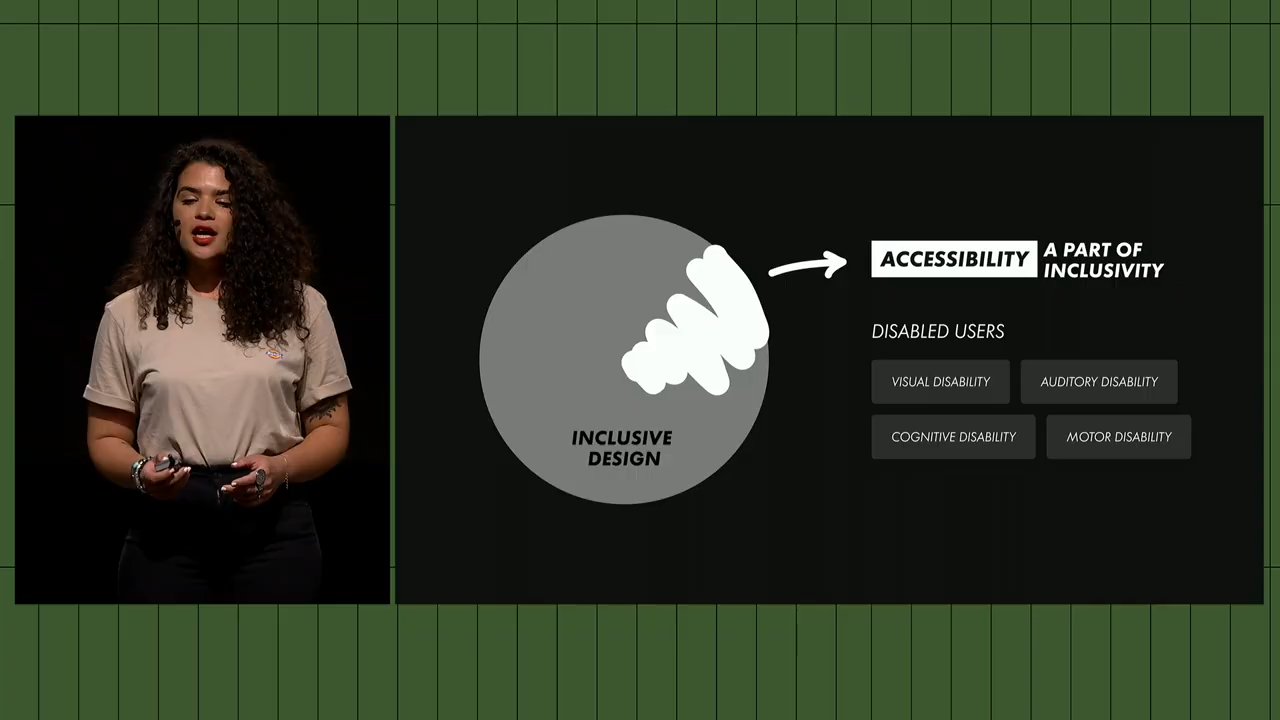 INCLUSIVE
DESIGN
ACCESSIBILITY
A PART OF
INCLUSIVITY
DISABLED USERS
VISUAL DISABILITY
AUDITORY DISABILITY
COGNITIVE DISABILITY
MOTOR DISABILITY